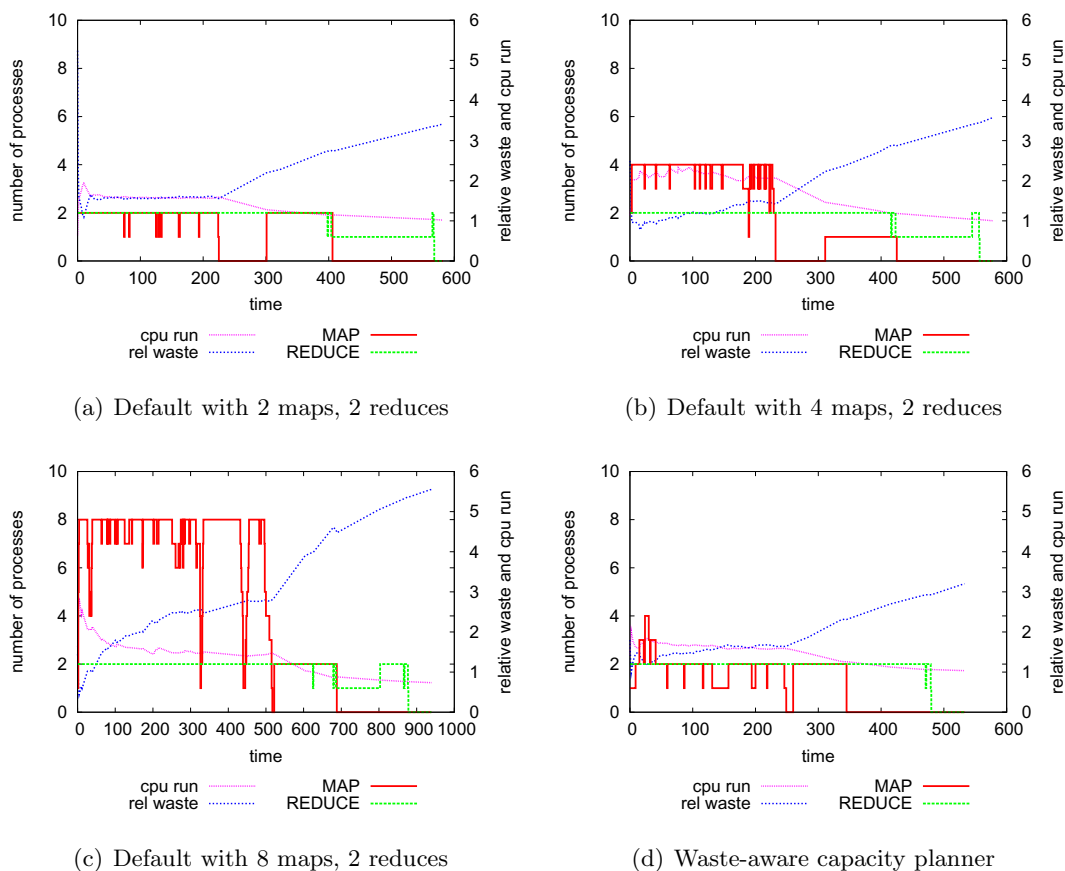 10
8
6
4
2
0
0 100 200 300 400 500 600
6
5
4
3
2
1
0
number of processes
relative waste and cpu run
time
cpu run
rel waste
MAP
REDUCE
(a) Default with 2 maps, 2 reduces
10
8
6
4
2
0
0 100 200 300 400 500 600
6
5
4
3
2
1
0
number of processes
relative waste and cpu run
time
cpu run
rel waste
MAP
REDUCE
(b) Default with 4 maps, 2 reduces
10
8
6
4
2
0
0 100 200 300 400 500 600 700 800 900 1000
6
5
4
3
2
1
0
number of processes
relative waste and cpu run
time
cpu run
rel waste
MAP
REDUCE
(c) Default with 8 maps, 2 reduces
10
8
6
4
2
0
0 100 200 300 400 500 600
6
5
4
3
2
1
0
number of processes
relative waste and cpu run
time
cpu run
rel waste
MAP
REDUCE
(d) Waste-aware capacity planner